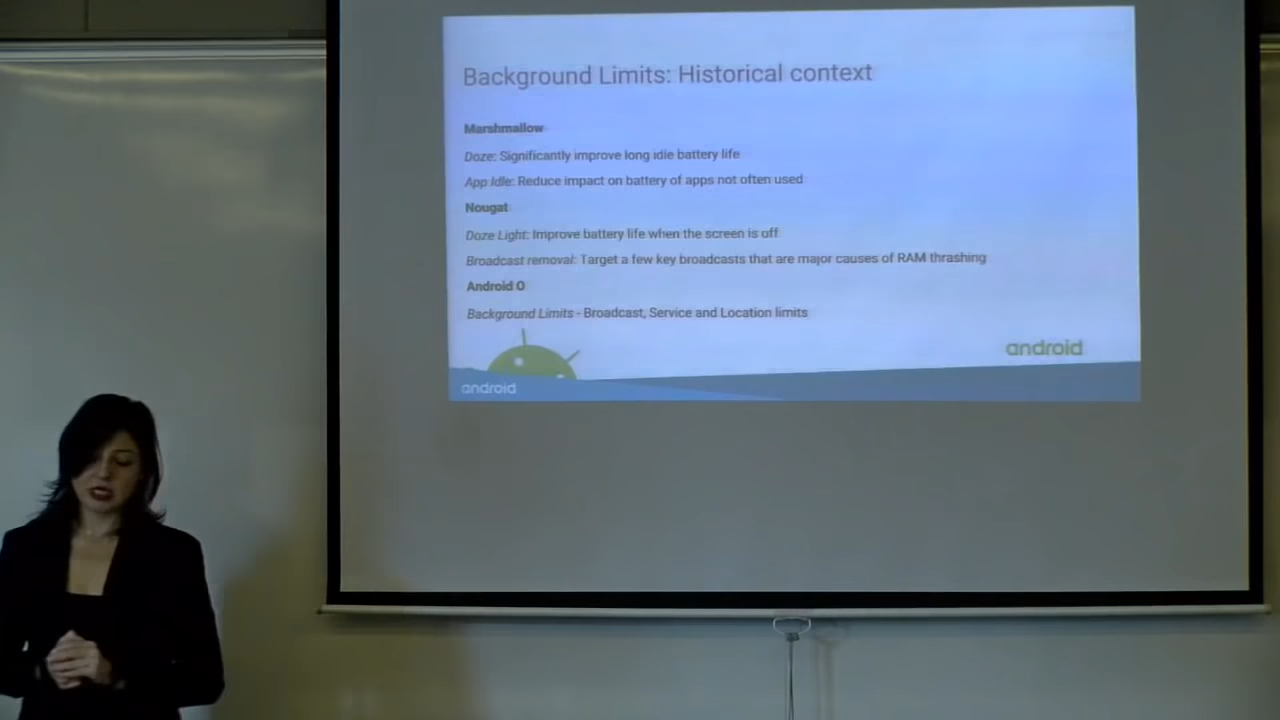 Background Limits: Historical context
Marshmallow
Doze: Significantly improve long idle battery life
App Idle: Reduce impact on battery of apps not often used
Nougat
Doze Light: Improve battery life when the screen is off
Broadcast removal: Target a few key broadcasts that are major causes of RAM thrashing
Android O
Background Limits - Broadcast, Service and Location limits
android
android